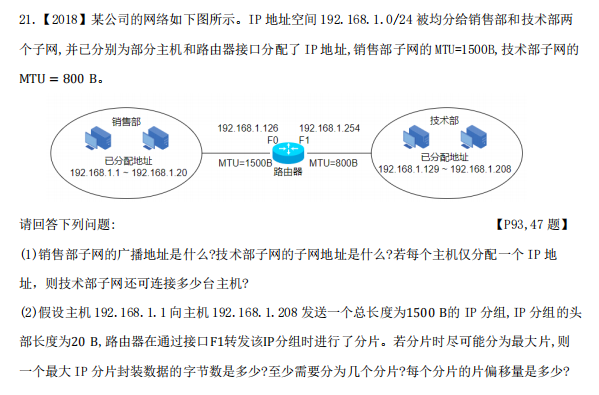 21.【2018】某公司的网络如下图所示。IP 地址空间 192.168.1.0/24 被均分给销售部和技术部两
个子网,并已分别为部分主机和路由器接口分配了 IP 地址,销售部子网的 MTU=1500B,技术部子网的
MTU = 800 B。
销售部
已分配地址
192.168.1.1 ~ 192.168.1.20
192.168.1.126
F0
MTU=1500B
路由器
192.168.1.254
F1
MTU=800B
技术部
已分配地址
192.168.1.129 ~ 192.168.1.208
请回答下列问题: 【P93,47 题】
(1)销售部子网的广播地址是什么?技术部子网的子网地址是什么?若每个主机仅分配一个 IP 地
址, 则技术部子网还可连接多少台主机?
(2)假设主机 192.168.1.1 向主机 192.168.1.208 发送一个总长度为1500 B的 IP 分组,IP 分组的头
部长度为20 B,路由器在通过接口F1转发该IP分组时进行了分片。若分片时尽可能分为最大片,则
一个最大 IP 分片封装数据的字节数是多少?至少需要分为几个分片?每个分片的片偏移量是多少?